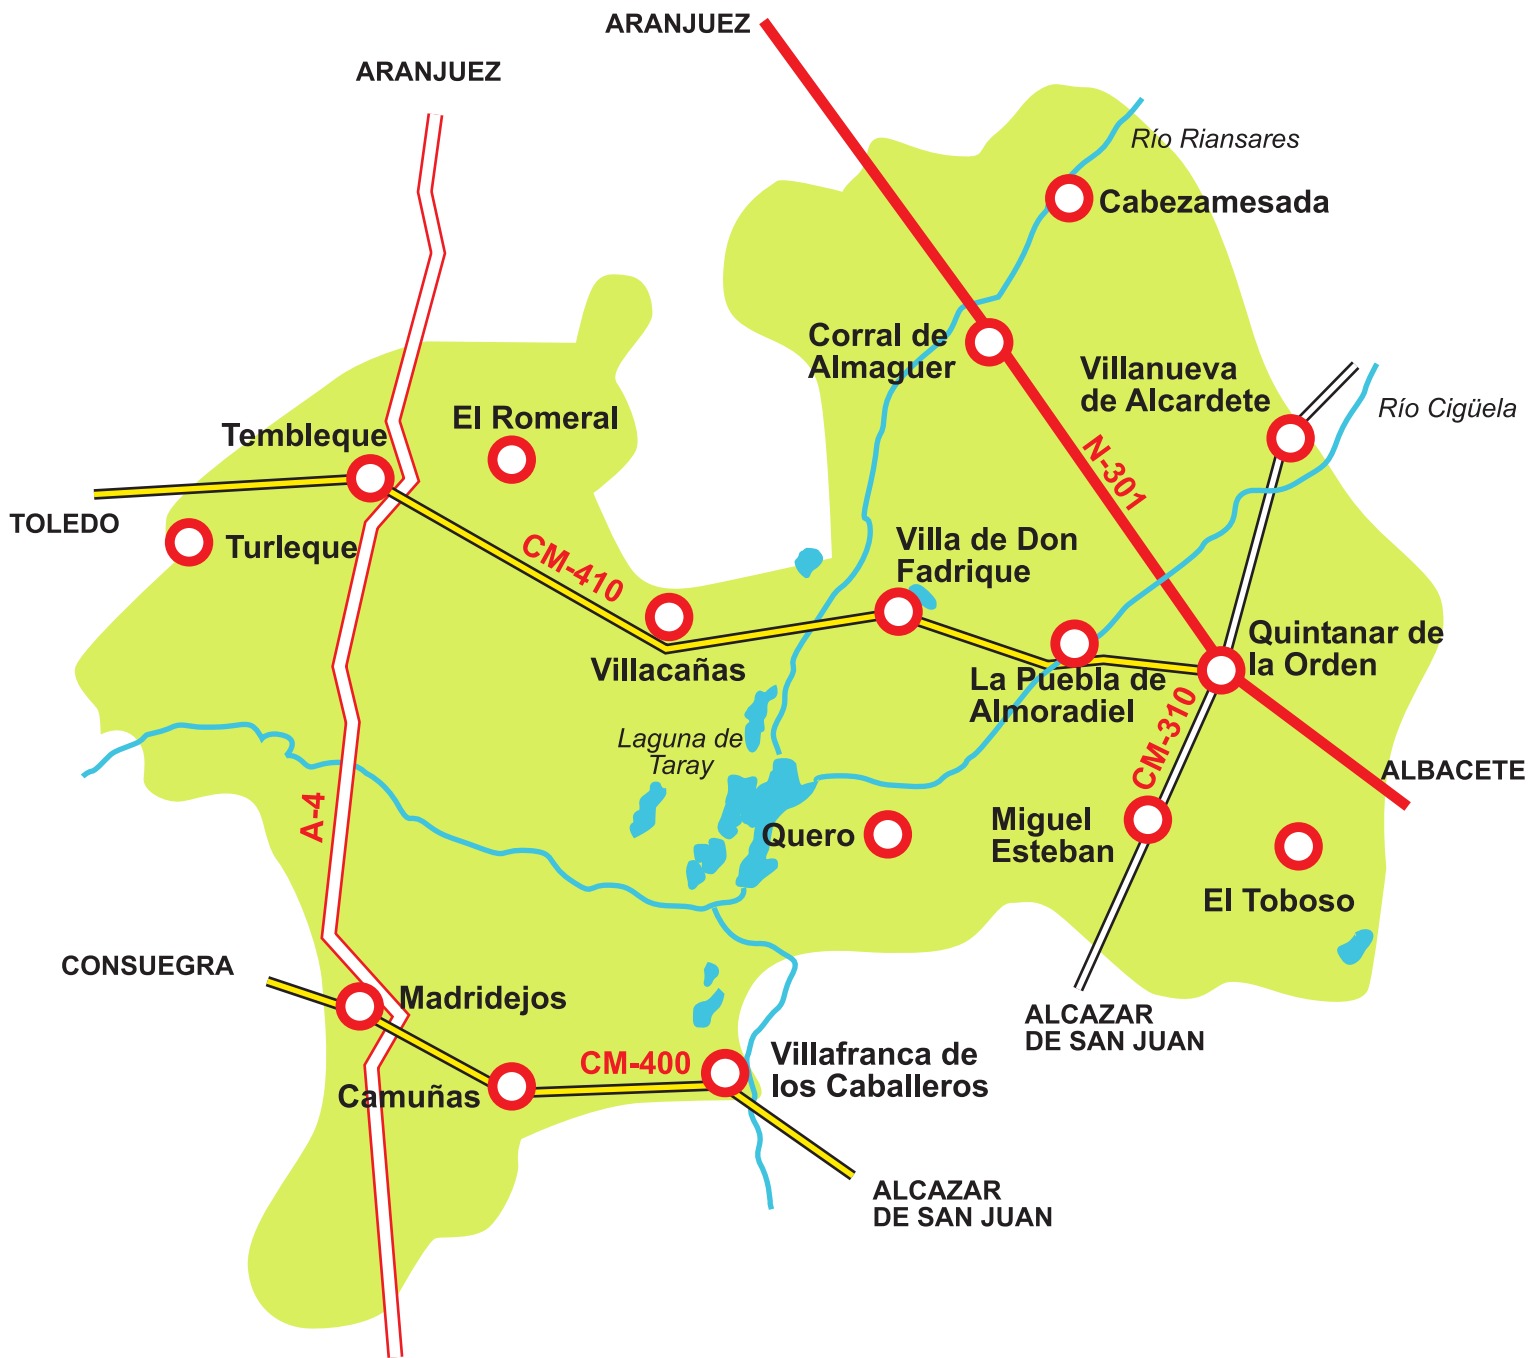 ARANJUEZ
ARANJUEZ
Río Riansares
Cabezamesada
Corral de
Almaguer
Villanueva
de Alcardete
Río Cigüela
El Romeral
Tembleque
N-301
TOLEDO
Turleque
CM-410
Villa de Don
Fadrique
Villacañas
Quintanar de
la Orden
La Puebla de
Almoradiel
CM-310
Laguna de
Taray
ALBACETE
A-4
Quero
Miguel
Esteban
El Toboso
CONSUEGRA
Madridejos
ALCAZAR
DE SAN JUAN
CM-400
Villafranca de
los Caballeros
Camuñas
ALCAZAR
DE SAN JUAN